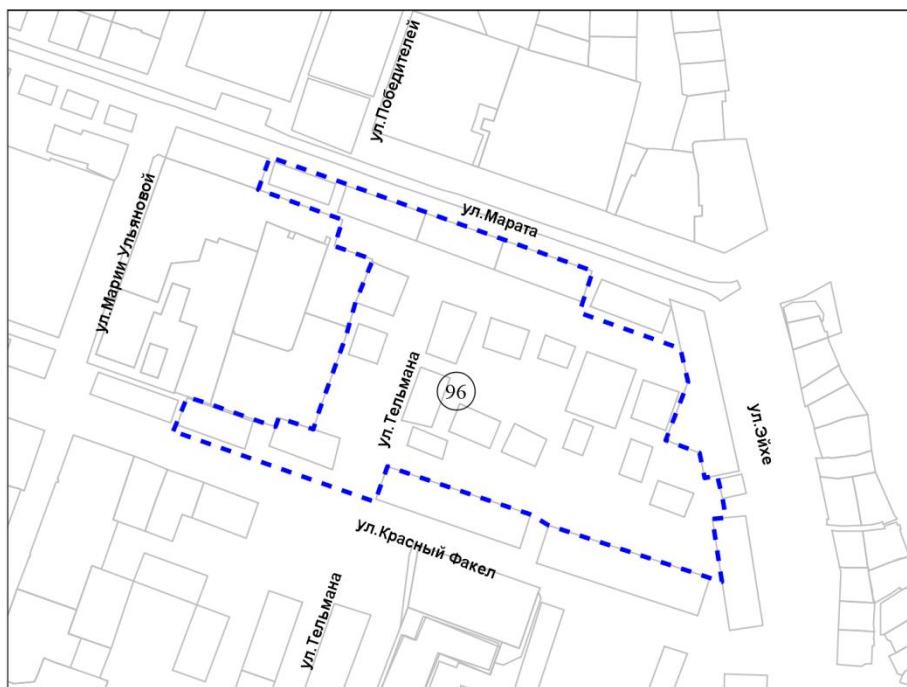 ул.Победителей
ул.Марата
ул.Марии Ульяновой
ул.Тельмана
96
ул.Эйхе
ул.Красный Факел
ул.Тельмана